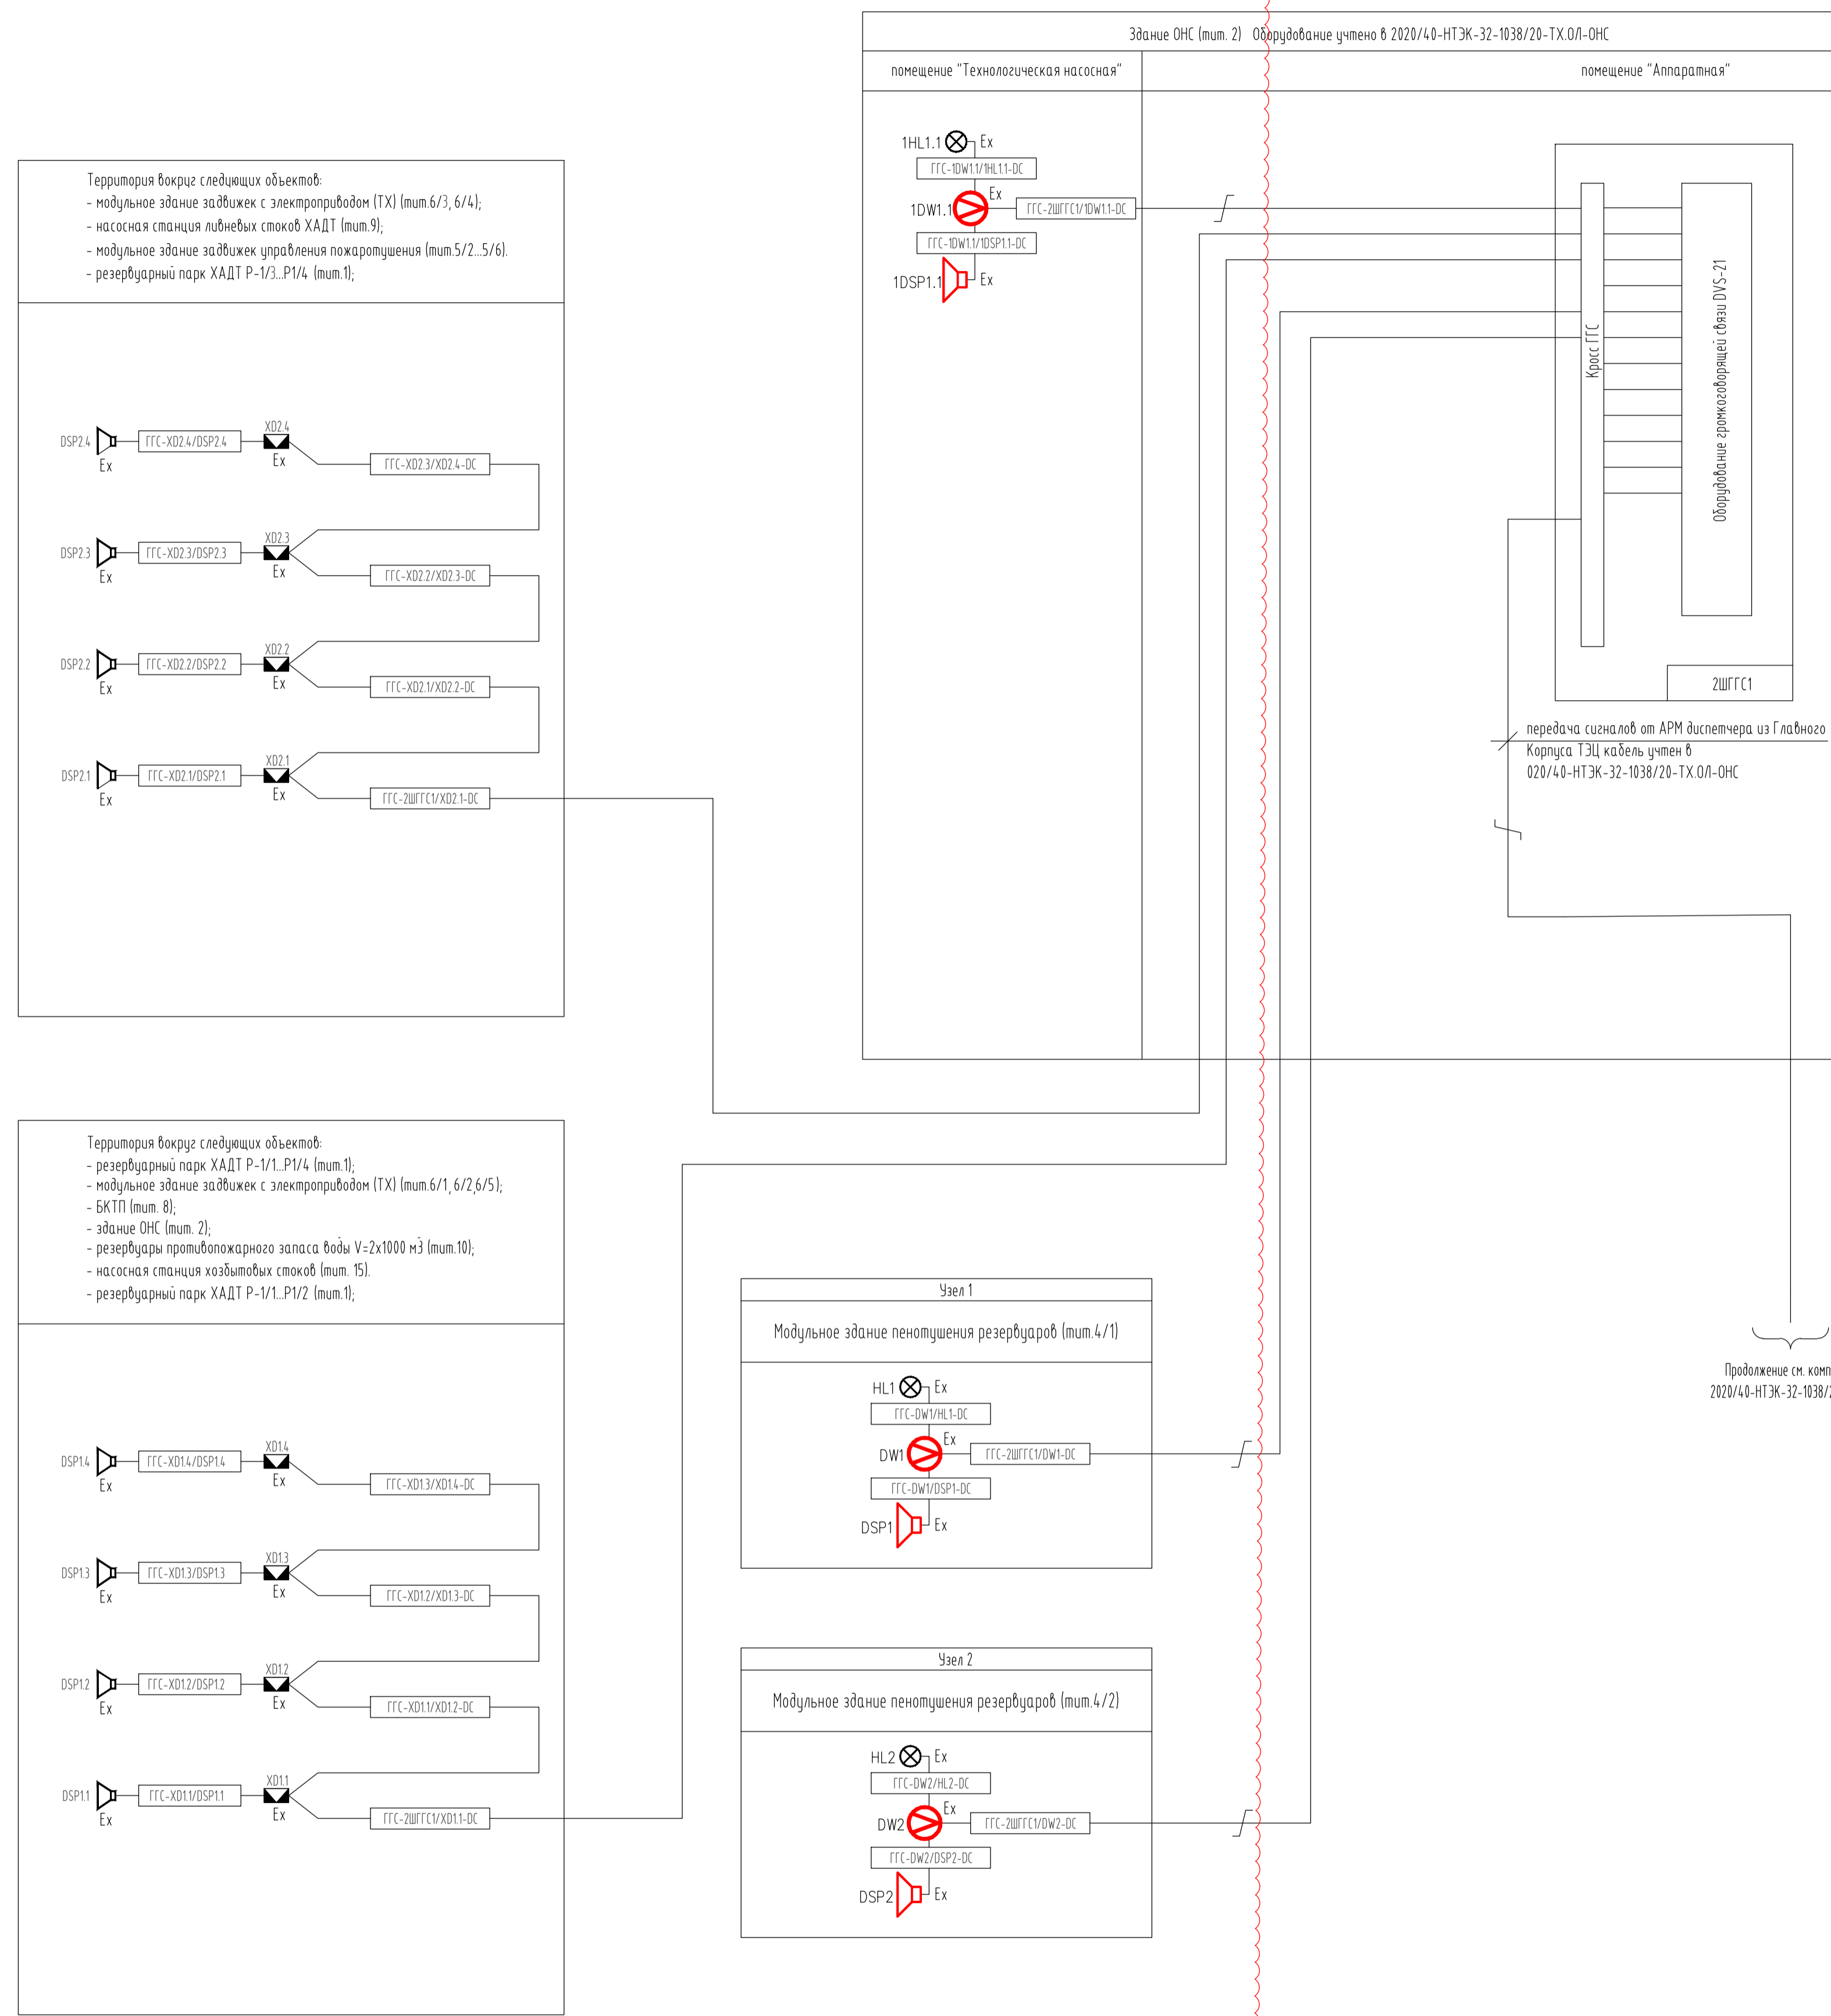 Здание ОНС (тит. 2) Оборудование учтено в 2020/40-НТЭК-32-1038/20-ТХ.ОЛ-ОНС
помещение "Технологическая насосная"
помещение "Аппаратная"
1HL1.1
Ex
ГГС-1DW1.1/1HL1.1-DC
Ex
1DW1.1
ГГС-2ШГГС1/1DW1.1-DC
ГГС-1DW1.1/1DSP1.1-DC
1DSP1.1
Ex
Кросс ГГС
Оборудование громкоговорящей связи DVS-21
2ШГГС1
передача сигналов от АРМ диспетчера из Главного
Корпуса ТЭЦ кабель учтен в
020/40-НТЭК-32-1038/20-ТХ.ОЛ-ОНС
Территория вокруг следующих объектов:
- модульное здание задвижек с электроприводом (ТХ) (тит.6/3, 6/4);
- насосная станция ливневых стоков ХАДТ (тит.9);
- модульное здание задвижек управления пожаротушения (тит.5/2...5/6).
- резервуарный парк ХАДТ Р-1/3...Р1/4 (тит.1);
DSP2.4
Ex
ГГС-XD2.4/DSP2.4
XD2.4
Ex
ГГС-XD2.3/XD2.4-DC
DSP2.3
Ex
ГГС-XD2.3/DSP2.3
XD2.3
Ex
ГГС-XD2.2/XD2.3-DC
DSP2.2
Ex
ГГС-XD2.2/DSP2.2
XD2.2
Ex
ГГС-XD2.1/XD2.2-DC
DSP2.1
Ex
ГГС-XD2.1/DSP2.1
XD2.1
Ex
ГГС-2ШГГС1/XD2.1-DC
Территория вокруг следующих объектов:
- резервуарный парк ХАДТ Р-1/1...Р1/4 (тит.1);
- модульное здание задвижек с электроприводом (ТХ) (тит.6/1, 6/2,6/5);
- БКТП (тит. 8);
- здание ОНС (тит. 2);
- резервуары противопожарного запаса воды V=2х1000 м3 (тит.10);
- насосная станция хозбытовых стоков (тит. 15).
- резервуарный парк ХАДТ Р-1/1...Р1/2 (тит.1);
DSP1.4
Ex
ГГС-XD1.4/DSP1.4
XD1.4
Ex
ГГС-XD1.3/XD1.4-DC
DSP1.3
Ex
ГГС-XD1.3/DSP1.3
XD1.3
Ex
ГГС-XD1.2/XD1.3-DC
DSP1.2
Ex
ГГС-XD1.2/DSP1.2
XD1.2
Ex
ГГС-XD1.1/XD1.2-DC
DSP1.1
Ex
ГГС-XD1.1/DSP1.1
XD1.1
Ex
ГГС-2ШГГС1/XD1.1-DC
Узел 1
Модульное здание пенотушения резервуаров (тит.4/1)
HL1
Ex
ГГС-DW1/HL1-DC
Ex
DW1
ГГС-2ШГГС1/DW1-DC
ГГС-DW1/DSP1-DC
DSP1
Ex
Узел 2
Модульное здание пенотушения резервуаров (тит.4/2)
HL2
Ex
ГГС-DW2/HL2-DC
Ex
DW2
ГГС-2ШГГС1/DW2-DC
ГГС-DW2/DSP2-DC
DSP2
Ex
Продолжение см. комп
2020/40-НТЭК-32-1038/2